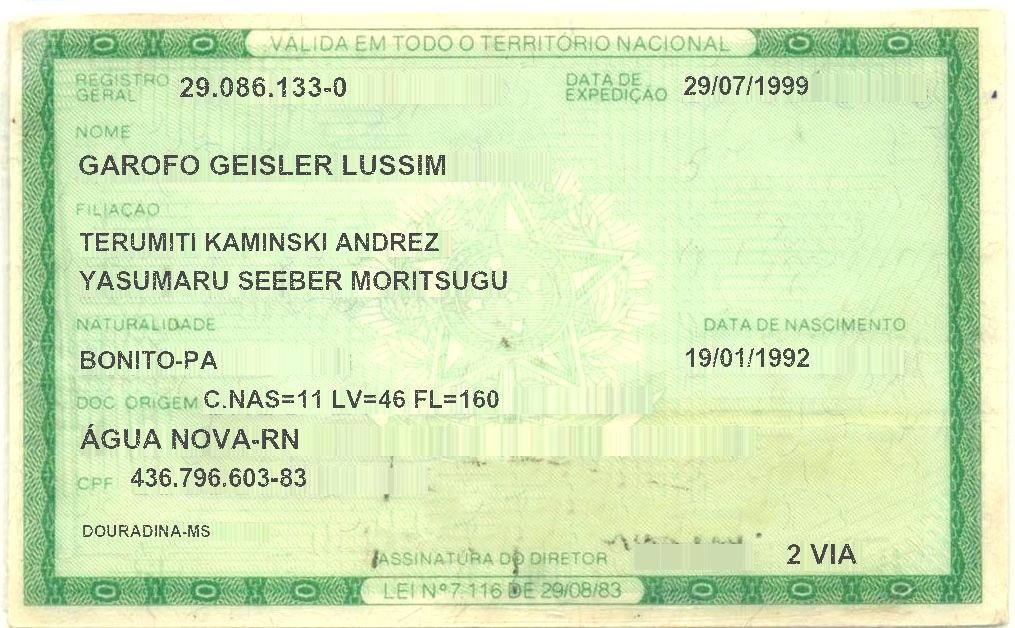 VÁLIDA EM TODO O TERRITÓRIO NACIONAL
REGISTRO GERAL 29.086.133-0 DATA DE EXPEDIÇÃO 29/07/1999
NOME
GAROFO GEISLER LUSSIM
FILIAÇÃO
TERUMITI KAMINSKI ANDREZ
YASUMARU SEEBER MORITSUGU
NATURALIDADE DATA DE NASCIMENTO
BONITO-PA 19/01/1992
DOC ORIGEM C.NAS=11 LV=46 FL=160
ÁGUA NOVA-RN
CPF 436.796.603-83
DOURADINA-MS
ASSINATURA DO DIRETOR 2 VIA
LEI Nº 7.116 DE 29/08/83